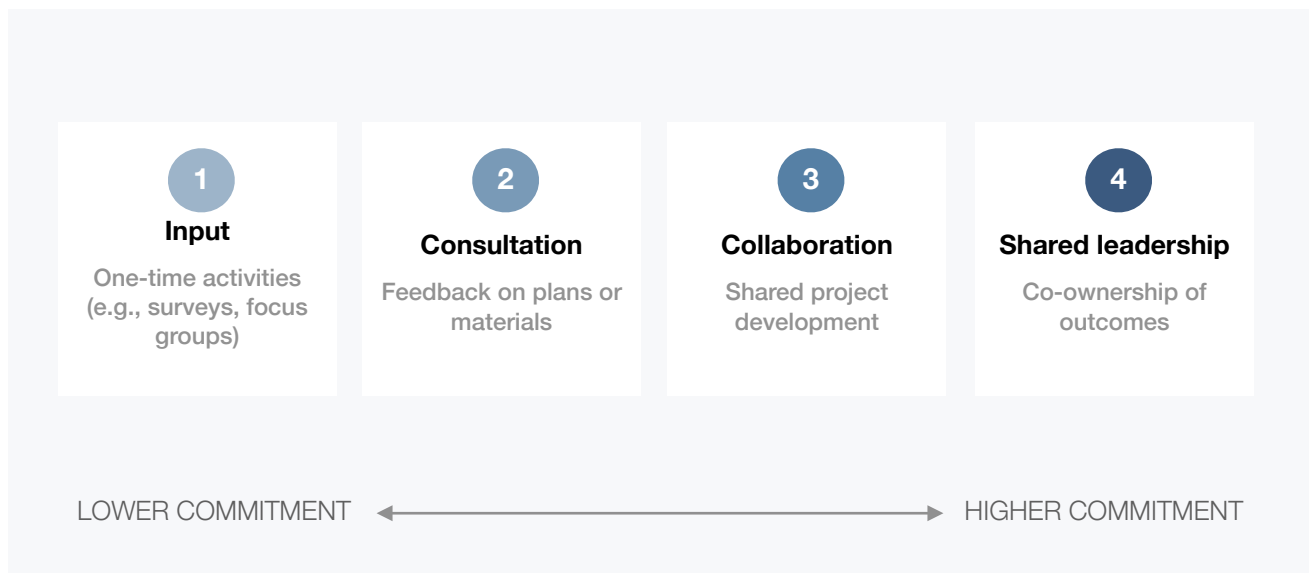 1
Input
One-time activities
(e.g., surveys, focus
groups)
2
Consultation
Feedback on plans or
materials
3
Collaboration
Shared project
development
4
Shared leadership
Co-ownership of
outcomes
LOWER COMMITMENT
HIGHER COMMITMENT